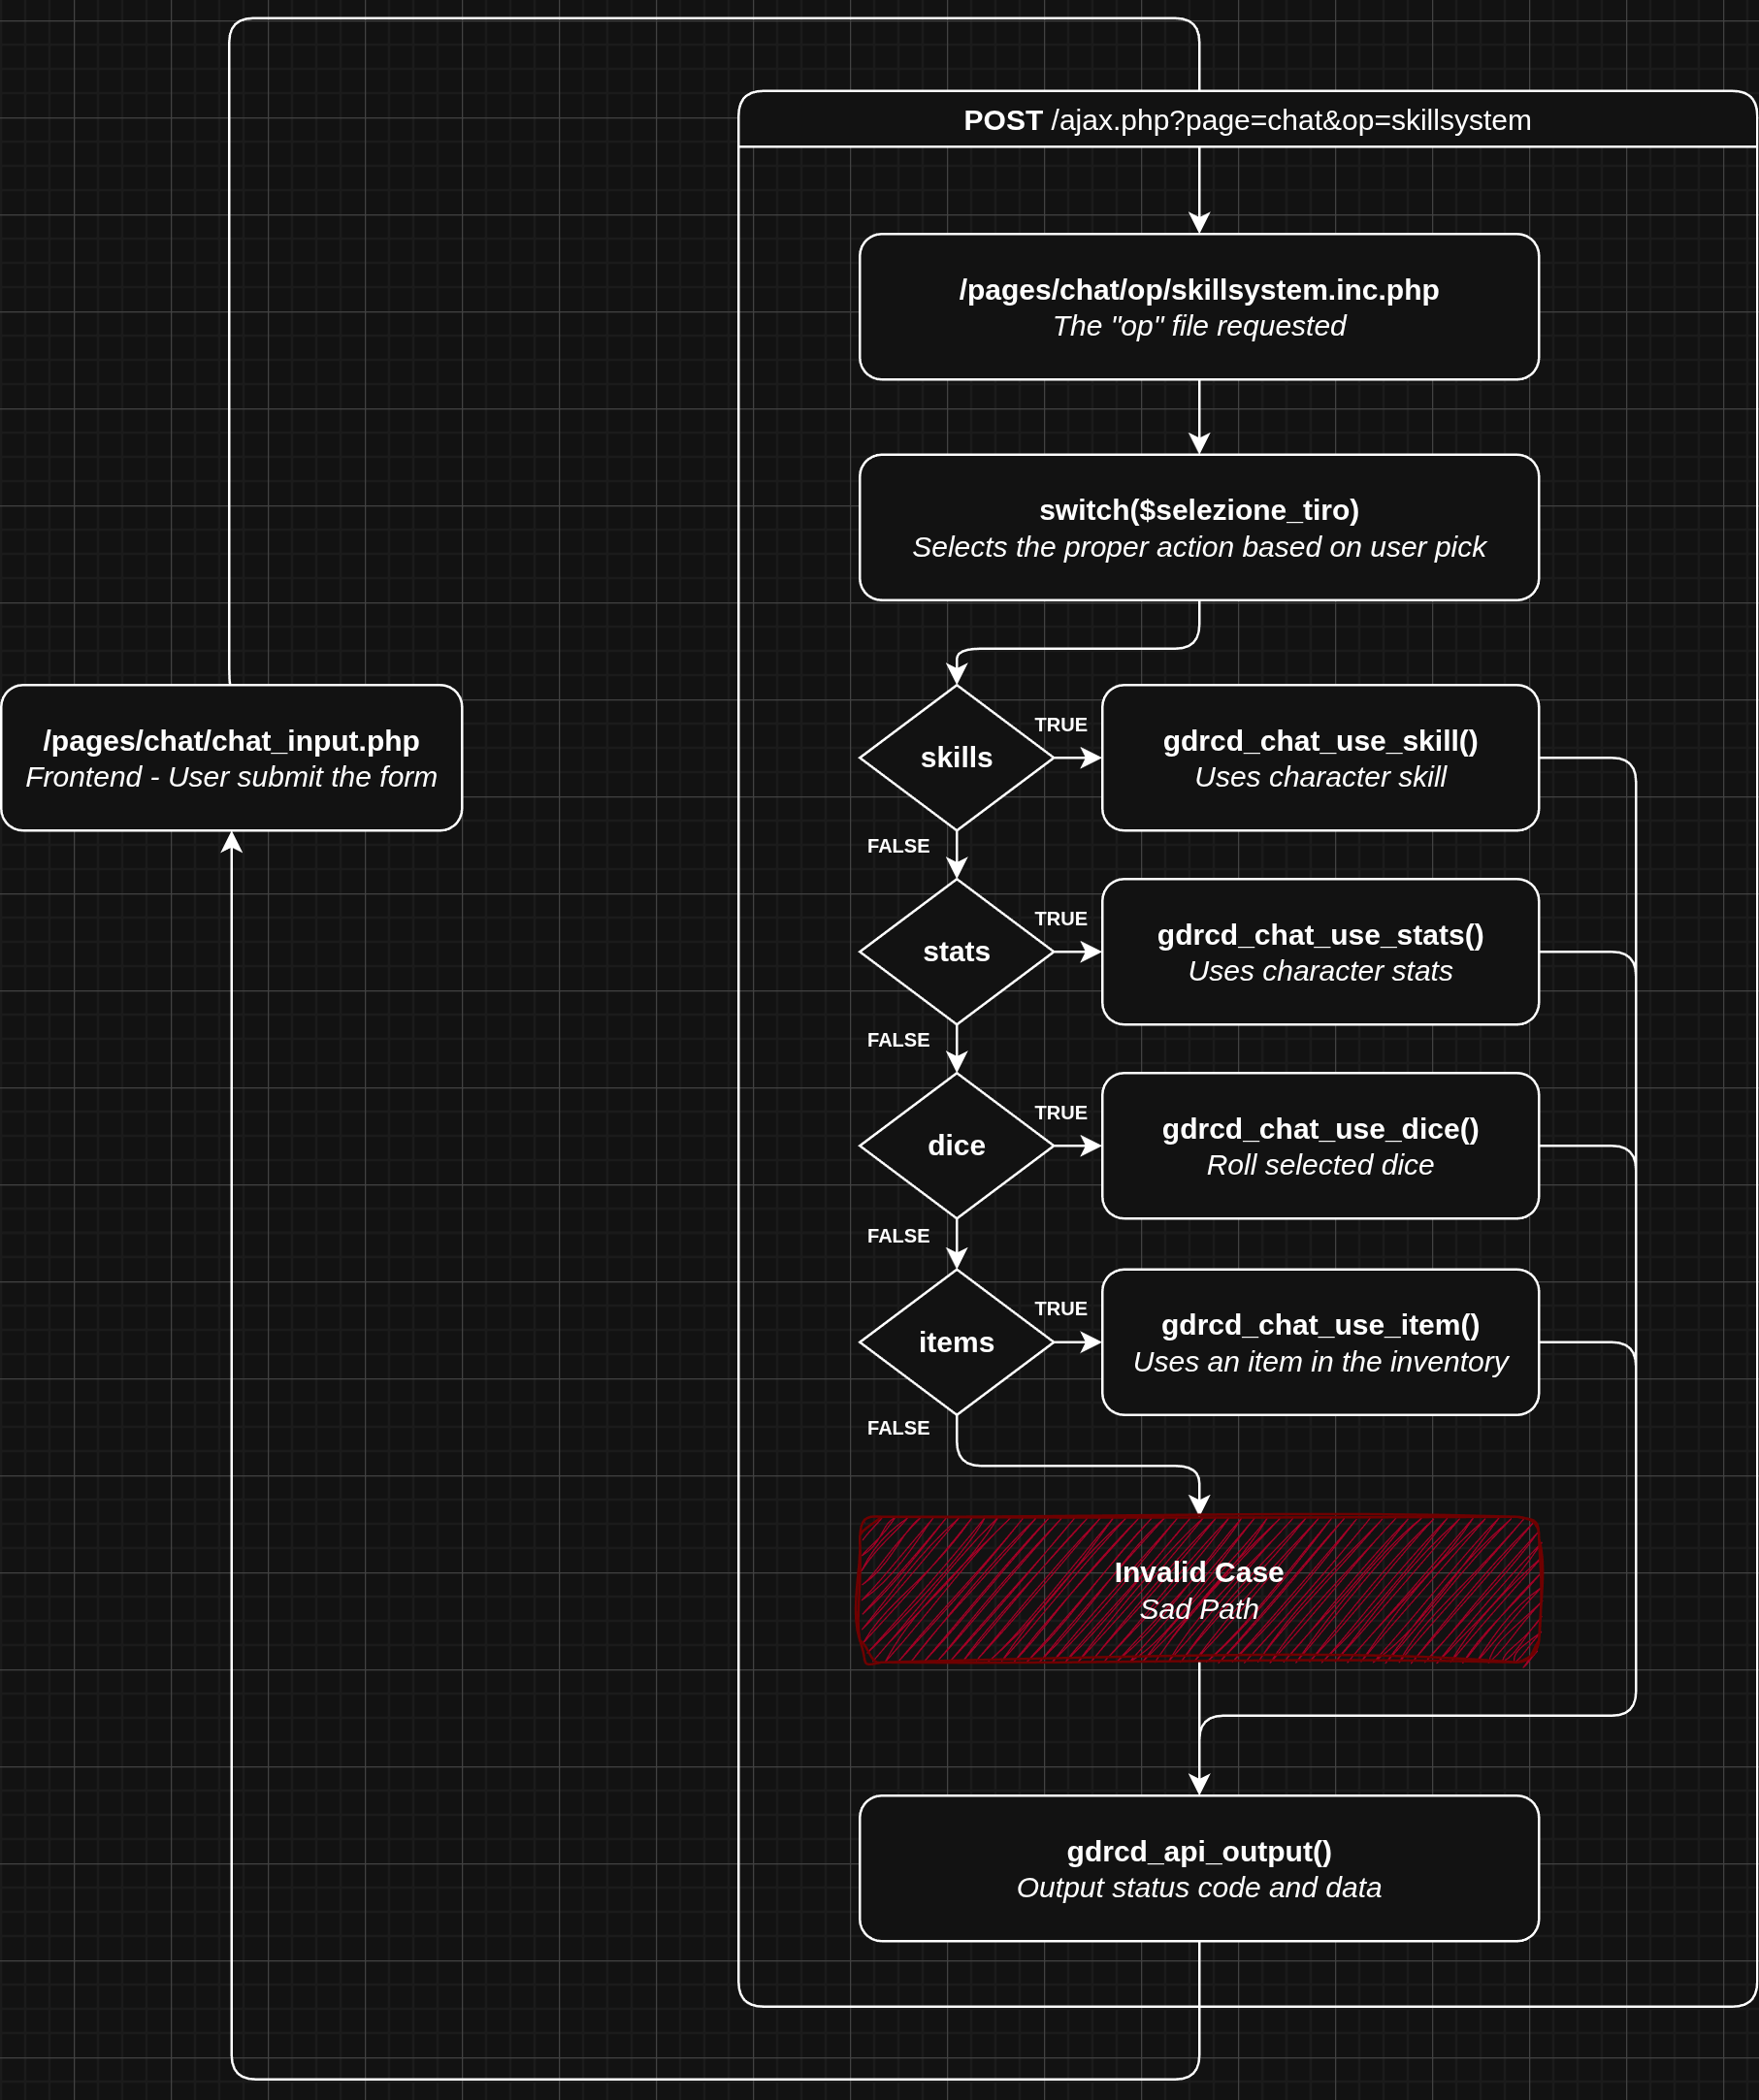 POST /ajax.php?page=chat&op=skillsystem
/pages/chat/op/skillsystem.inc.php
The "op" file requested
switch($selezione_tiro)
Selects the proper action based on user pick
/pages/chat/chat_input.php
Frontend - User submit the form
skills
TRUE
gdrcd_chat_use_skill()
Uses character skill
FALSE
stats
TRUE
gdrcd_chat_use_stats()
Uses character stats
FALSE
dice
TRUE
gdrcd_chat_use_dice()
Roll selected dice
FALSE
items
TRUE
gdrcd_chat_use_item()
Uses an item in the inventory
FALSE
Invalid Case
Sad Path
gdrcd_api_output()
Output status code and data